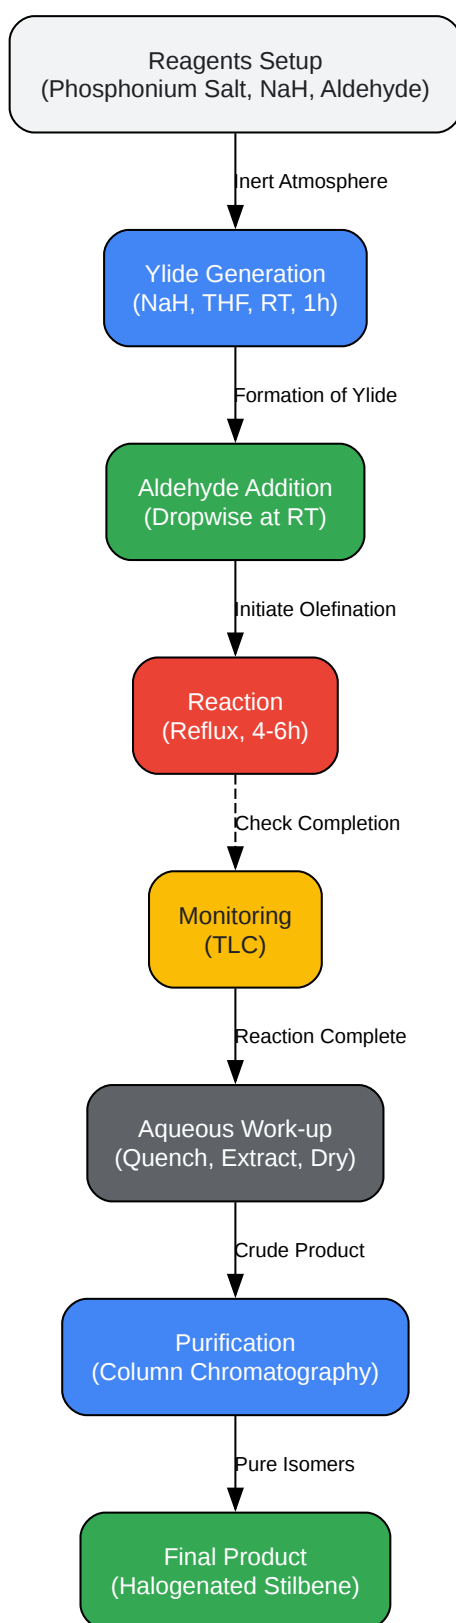 Reagents Setup
(Phosphonium Salt, NaH, Aldehyde)
Inert Atmosphere
Ylide Generation
(NaH, THF, RT, 1h)
Formation of Ylide
Aldehyde Addition
(Dropwise at RT)
Initiate Olefination
Reaction
(Reflux, 4-6h)
Check Completion
Monitoring
(TLC)
Reaction Complete
Aqueous Work-up
(Quench, Extract, Dry)
Crude Product
Purification
(Column Chromatography)
Pure Isomers
Final Product
(Halogenated Stilbene)